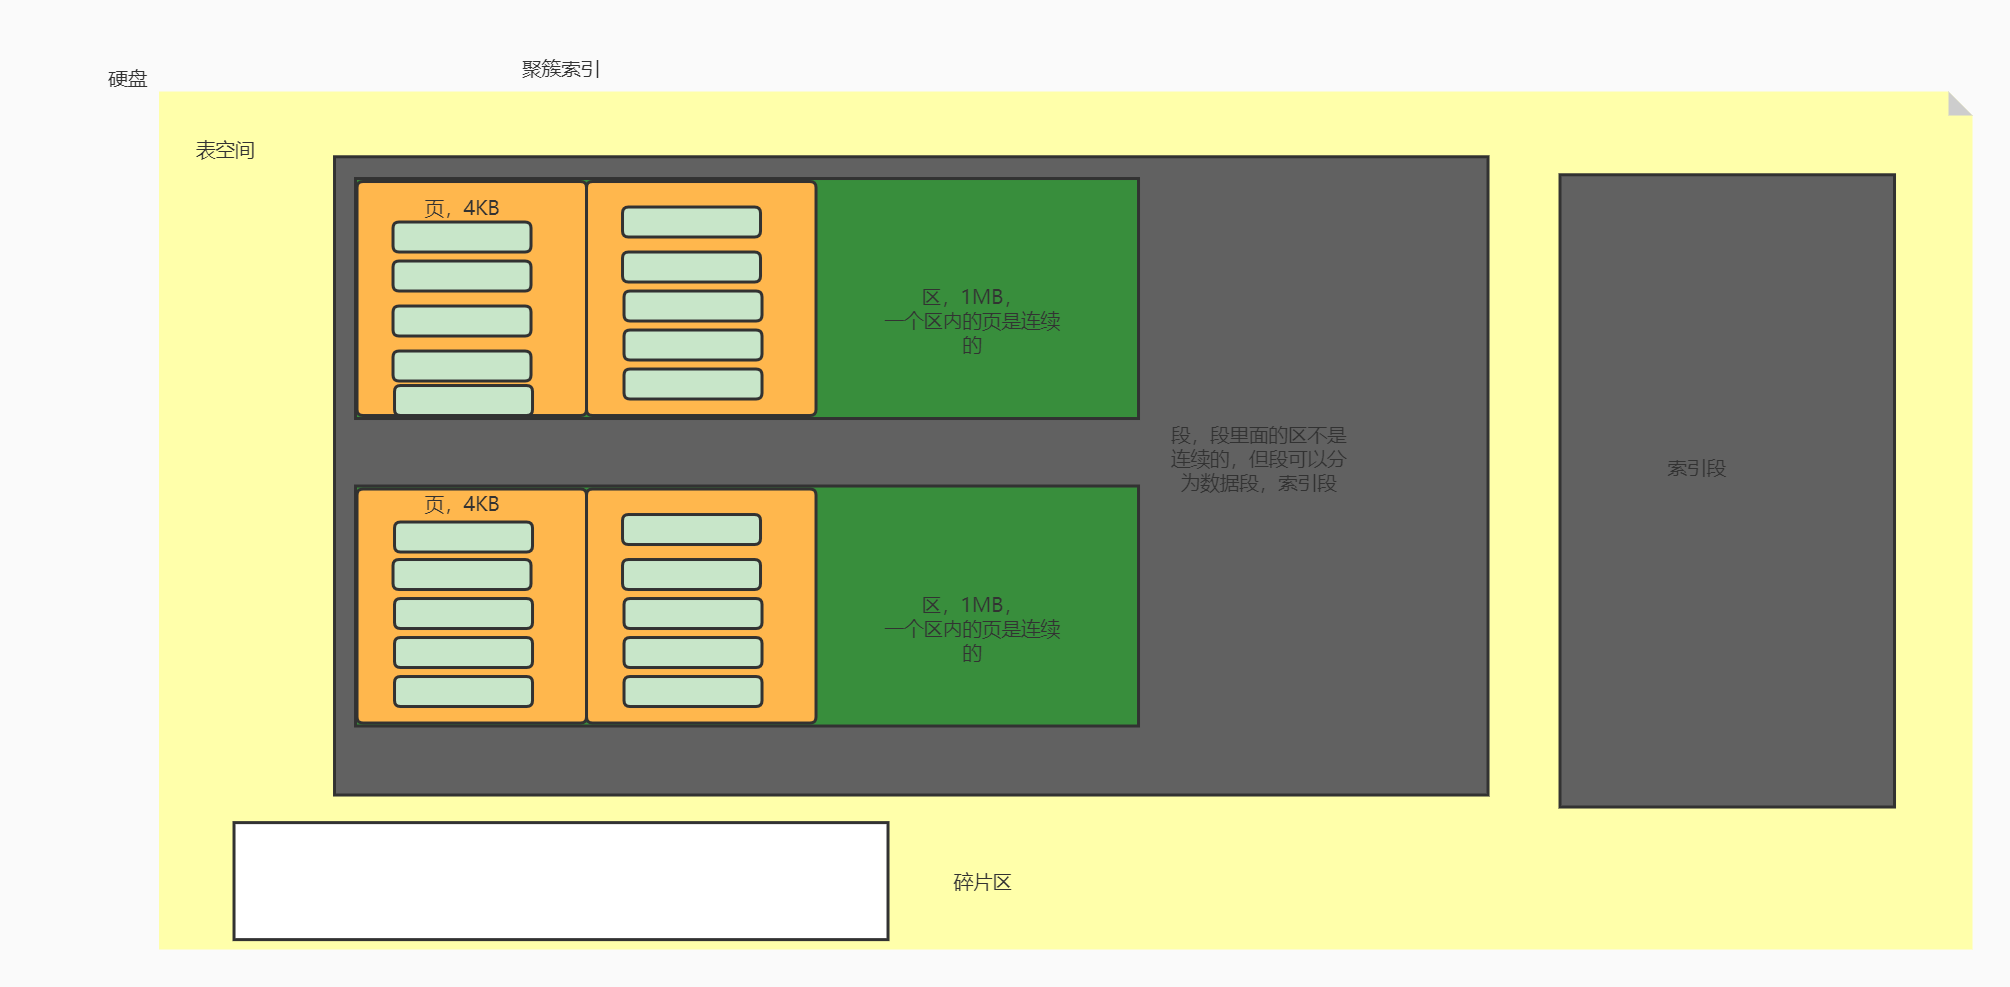 硬盘
聚簇索引
表空间
页，4KB
区，1MB，
一个区内的页是连续
的
段，段里面的区不是
连续的，但段可以分
为数据段，索引段
索引段
页，4KB
区，1MB，
一个区内的页是连续
的
碎片区